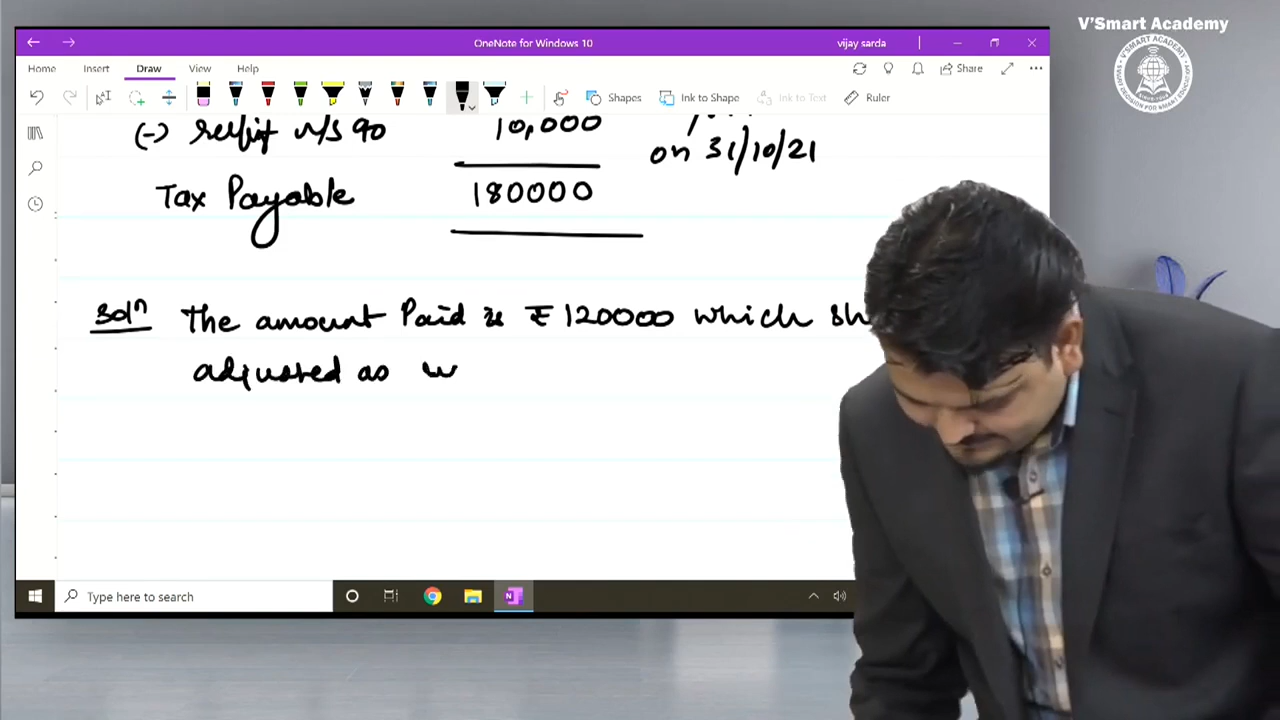 V'Smart Academy
OneNote for Windows 10
vijay sarda
Home Insert Draw View Help
Share
Shapes Ink to Shape Ink to Text Ruler
(-) relief u/s 90 10,000
on 31/10/21
Tax Payable 180000
Soln The amount Paid is ₹ 120000 which sh
adjusted as
Type here to search